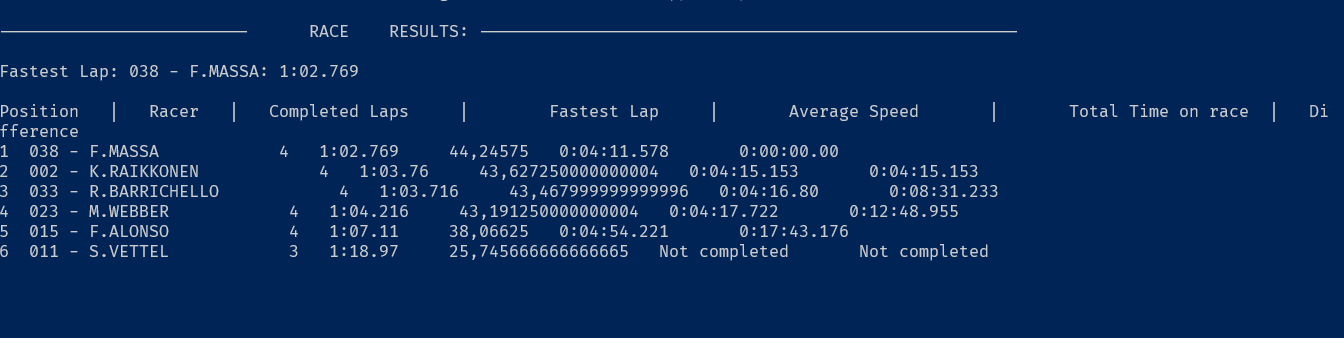 RACE RESULTS:
Fastest Lap: 038 - F.MASSA: 1:02.769
Position | Racer | Completed Laps | Fastest Lap | Average Speed | Total Time on race | Di
fference
1 038 - F.MASSA 4 1:02.769 44,24575 0:04:11.578 0:00:00.00
2 002 - K.RAIKKONEN 4 1:03.76 43,627250000000004 0:04:15.153 0:04:15.153
3 033 - R.BARRICHELLO 4 1:03.716 43,467999999999996 0:04:16.80 0:08:31.233
4 023 - M.WEBBER 4 1:04.216 43,191250000000004 0:04:17.722 0:12:48.955
5 015 - F.ALONSO 4 1:07.11 38,06625 0:04:54.221 0:17:43.176
6 011 - S.VETTEL 3 1:18.97 25,745666666666665 Not completed Not completed